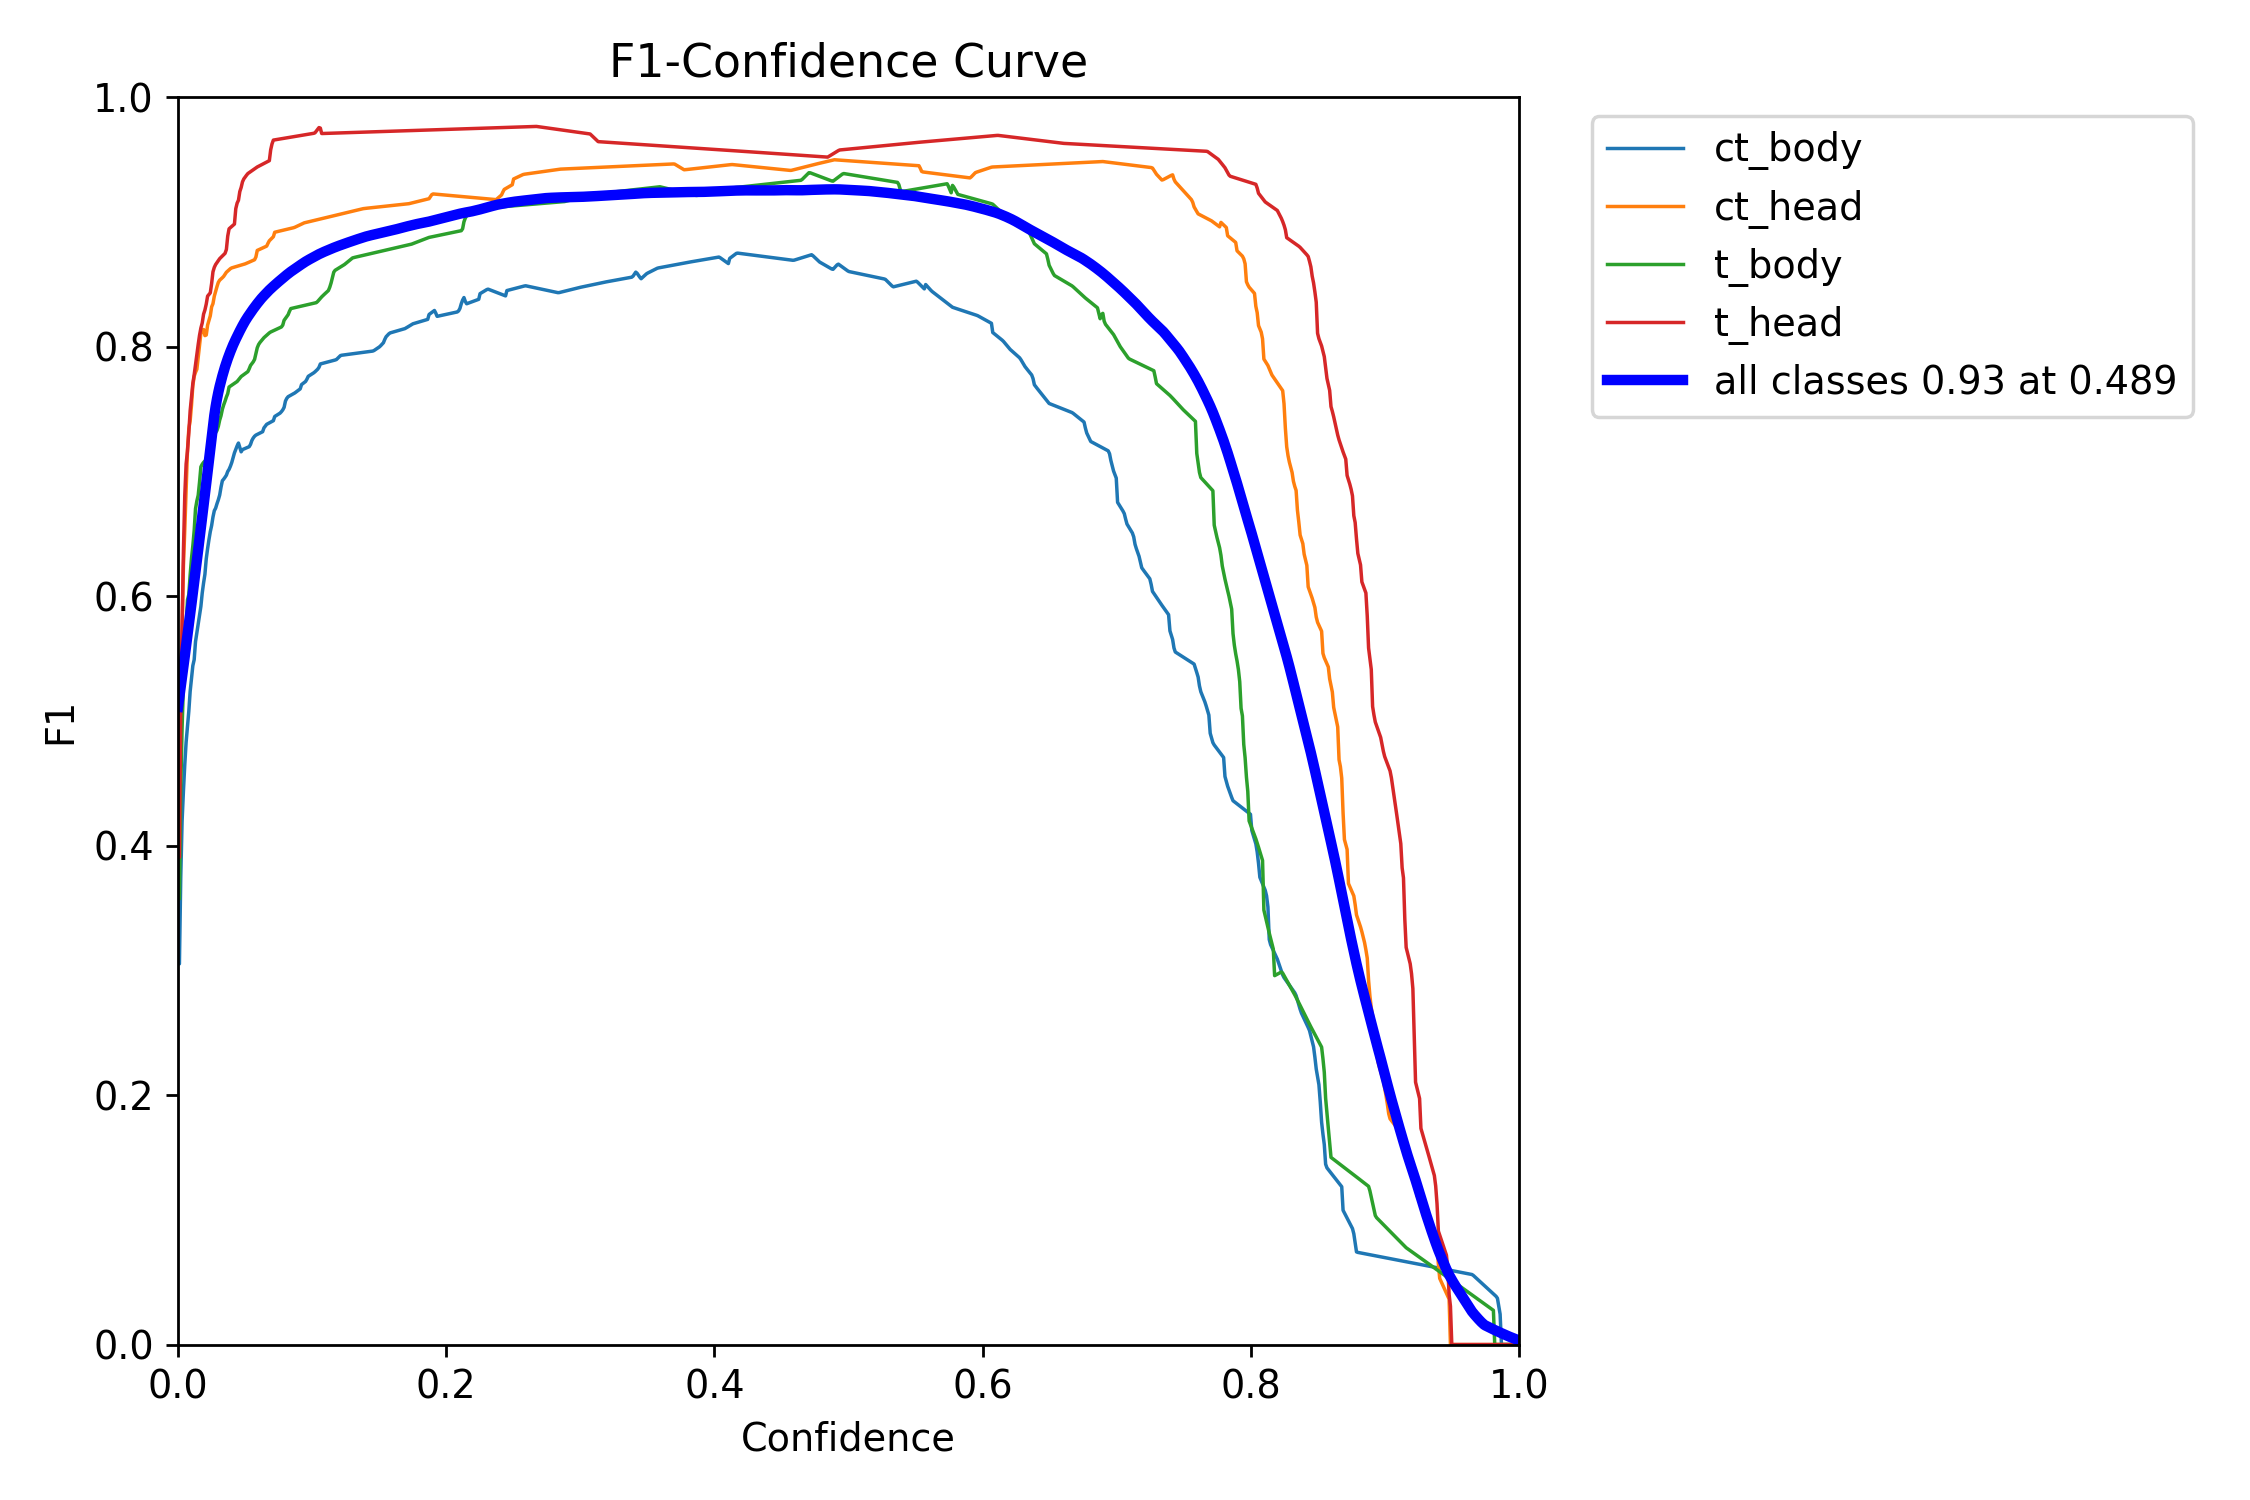 F1-Confidence Curve
1.0
0.8
0.6
0.4
0.2
0.0
F1
0.0 0.2 0.4 0.6 0.8 1.0
Confidence
ct_body
ct_head
t_body
t_head
all classes 0.93 at 0.489